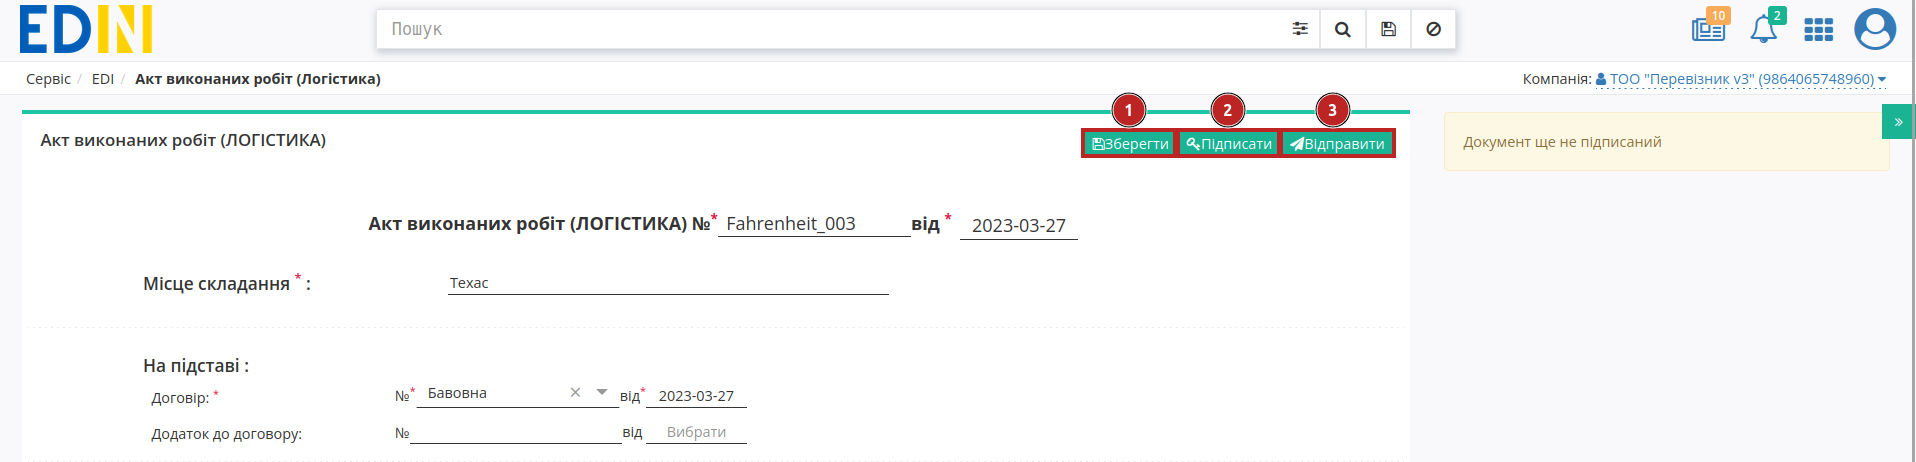 EDIN
Пошук
10
2
Сервіс / EDI / Акт виконаних робіт (Логістика)
Компанія: ТОО "Перевізник v3" (9864065748960)
1 2 3
Акт виконаних робіт (ЛОГІСТИКА)
Зберегти Підписати Відправити
»
Документ ще не підписаний
Акт виконаних робіт (ЛОГІСТИКА) №* Fahrenheit_003 від * 2023-03-27
Місце складання * : Техас
На підставі :
Договір: * №* Бавовна × від* 2023-03-27
Додаток до договору: № від Вибрати